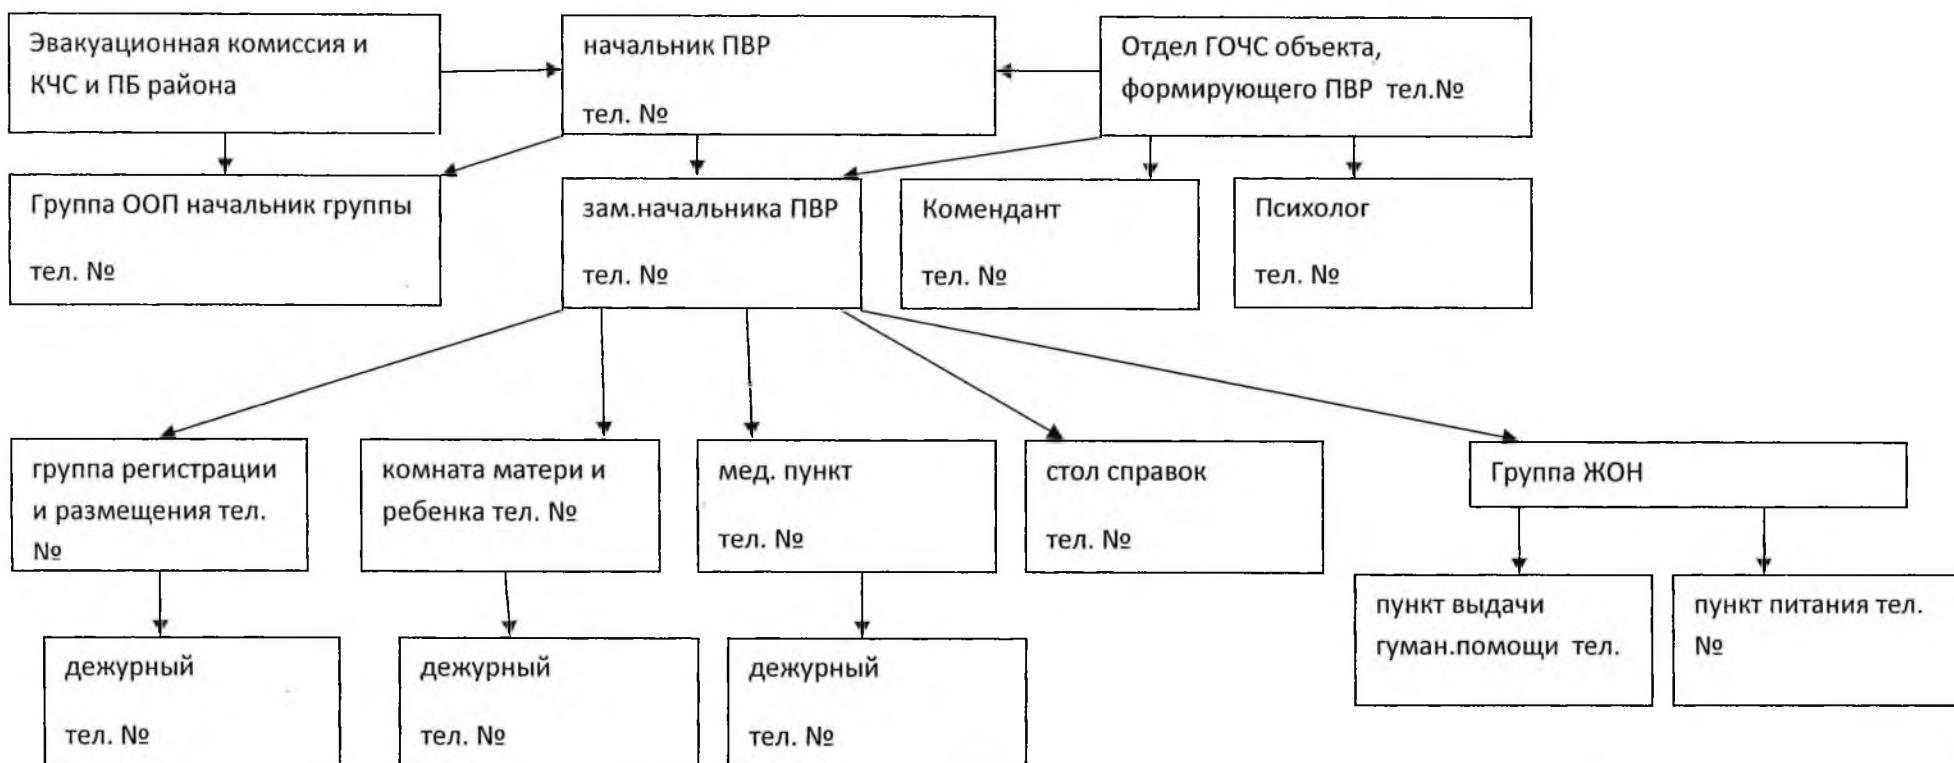 Эвакуационная комиссия и
КЧС и ПБ района
начальник ПВР
тел. №
Отдел ГОЧС объекта,
формирующего ПВР тел.№
Группа ООП начальник группы
тел. №
зам.начальника ПВР
тел. №
Комендант
тел. №
Психолог
тел. №
группа регистрации
и размещения тел.
№
комната матери и
ребенка тел. №
мед. пункт
тел. №
стол справок
тел. №
Группа ЖОН
пункт выдачи
гуман.помощи тел.
пункт питания тел.
№
дежурный
тел. №
дежурный
тел. №
дежурный
тел. №